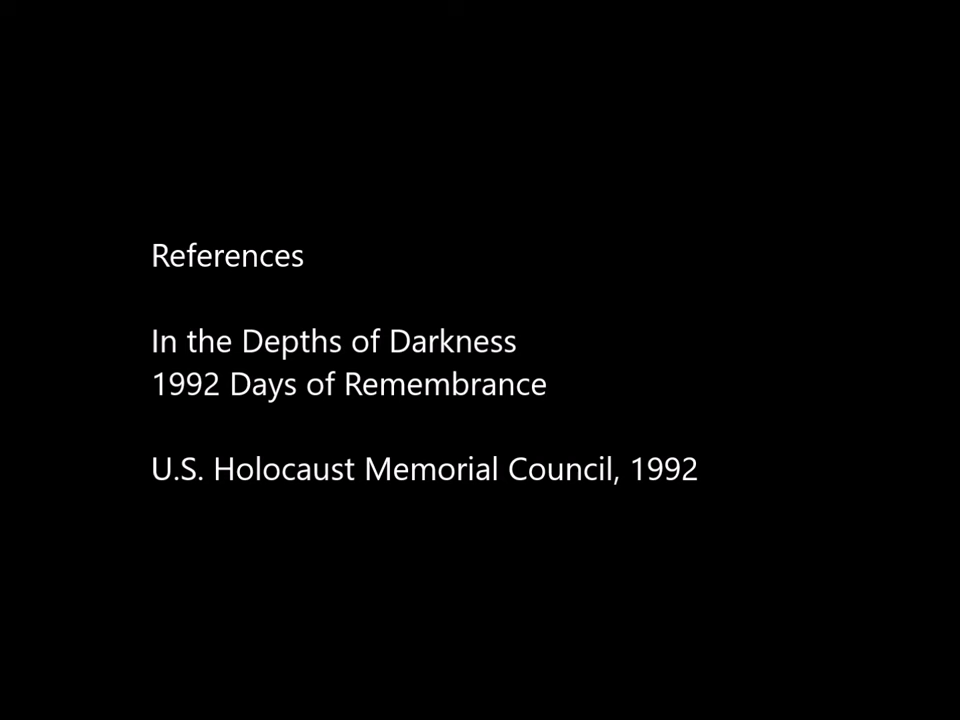 References
In the Depths of Darkness
1992 Days of Remembrance
U.S. Holocaust Memorial Council, 1992